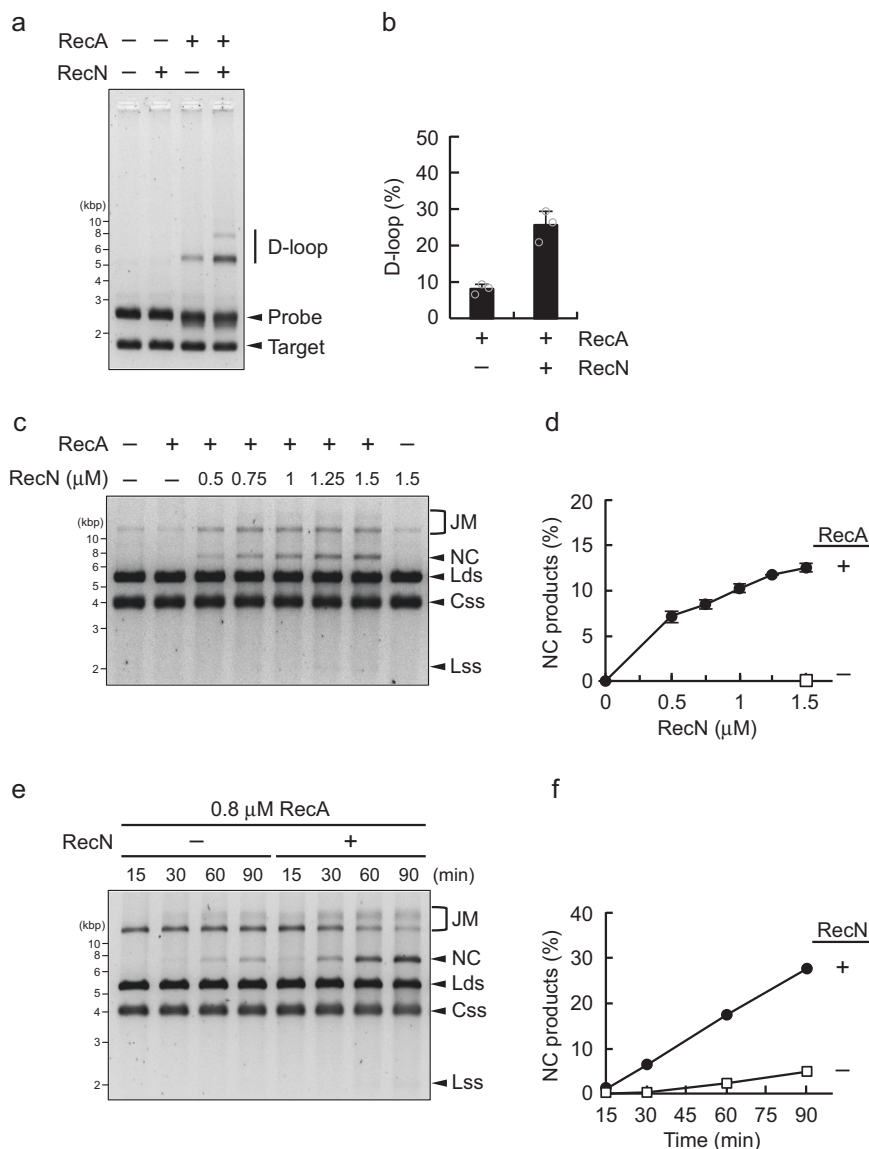 a
RecA − − + +
RecN − + − +
(kbp)
10
8
6
5
4
3
2
D-loop
Probe
Target
b
50
40
30
20
10
0
D-loop (%)
+ + RecA
− + RecN
c
RecA − + + + + + + −
RecN (μM) − − 0.5 0.75 1 1.25 1.5 1.5
(kbp)
10
8
6
5
4
3
2
JM
NC
Lds
Css
Lss
d
20
15
10
5
0
NC products (%)
RecA
+
−
0 0.5 1 1.5
RecN (μM)
e
0.8 μM RecA
RecN − +
15 30 60 90 15 30 60 90 (min)
(kbp)
10
8
6
5
4
3
2
JM
NC
Lds
Css
Lss
f
40
30
20
10
0
NC products (%)
RecN
+
−
15 30 45 60 75 90
Time (min)